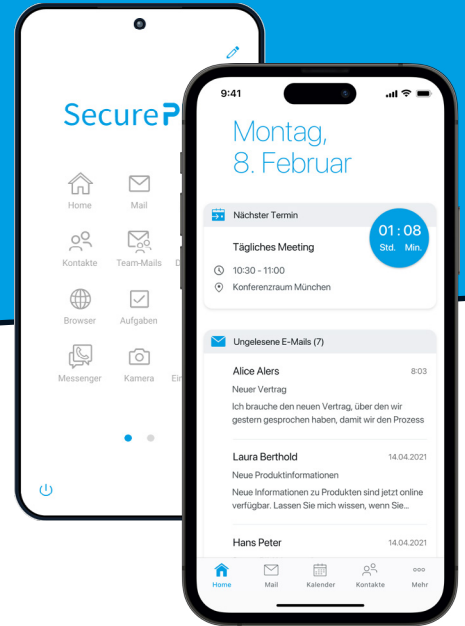 SecureP
Home
Mail
Kontakte
Team-Mails
Browser
Aufgaben
Messenger
Kamera
9:41
Montag,
8. Februar
Nächster Termin
01 : 08
Std. Min.
Tägliches Meeting
10:30 - 11:00
Konferenzraum München
Ungelesene E-Mails (7)
Alice Alers 8:03
Neuer Vertrag
Ich brauche den neuen Vertrag, über den wir
gestern gesprochen haben, damit wir den Prozess
Laura Berthold 14.04.2021
Neue Produktinformationen
Neue Informationen zu Produkten sind jetzt online
verfügbar. Lassen Sie mich wissen, wenn Sie...
Hans Peter 14.04.2021
Home Mail Kalender Kontakte Mehr